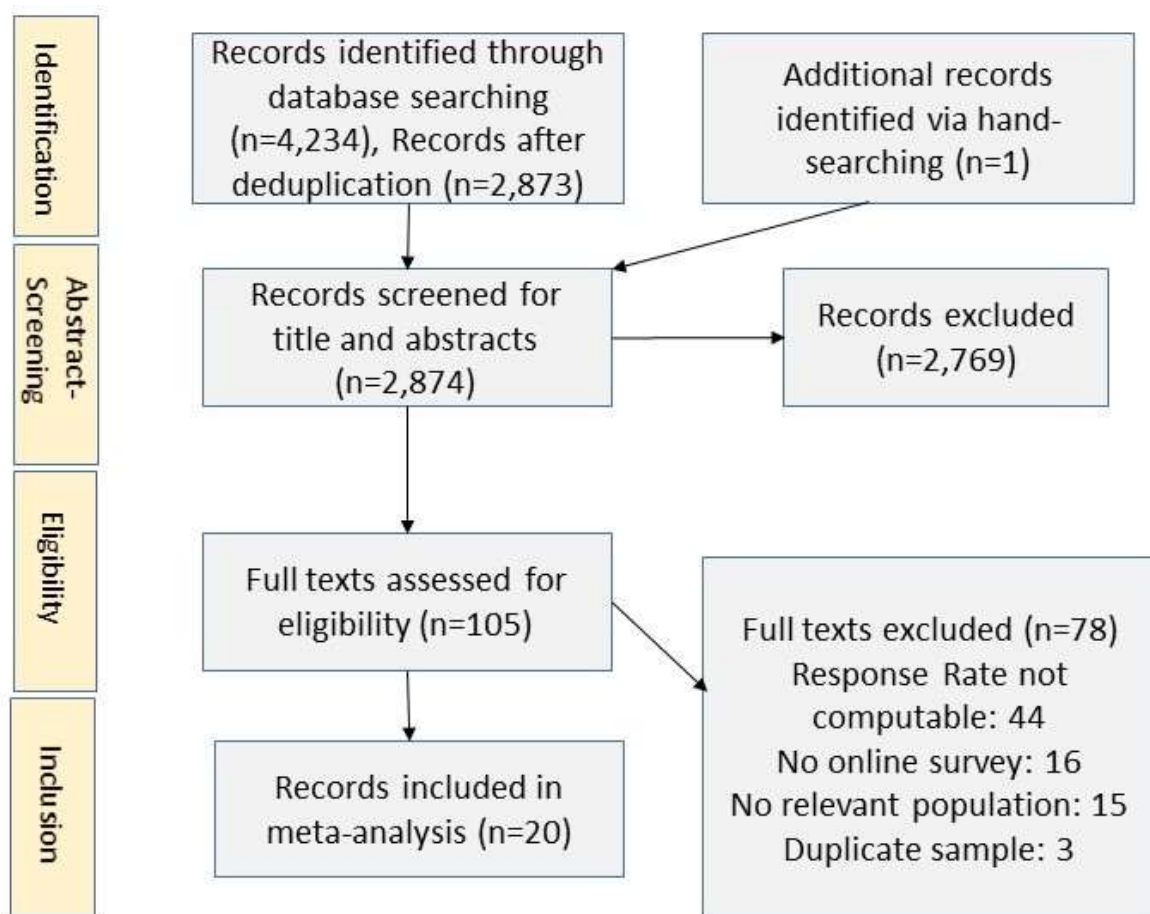 Identification
Records identified through
database searching
(n=4,234), Records after
deduplication (n=2,873)
Additional records
identified via hand-
searching (n=1)
Abstract-
Screening
Records screened for
title and abstracts
(n=2,874)
Records excluded
(n=2,769)
Eligibility
Full texts assessed for
eligibility (n=105)
Full texts excluded (n=78)
Response Rate not
computable: 44
No online survey: 16
No relevant population: 15
Duplicate sample: 3
Inclusion
Records included in
meta-analysis (n=20)